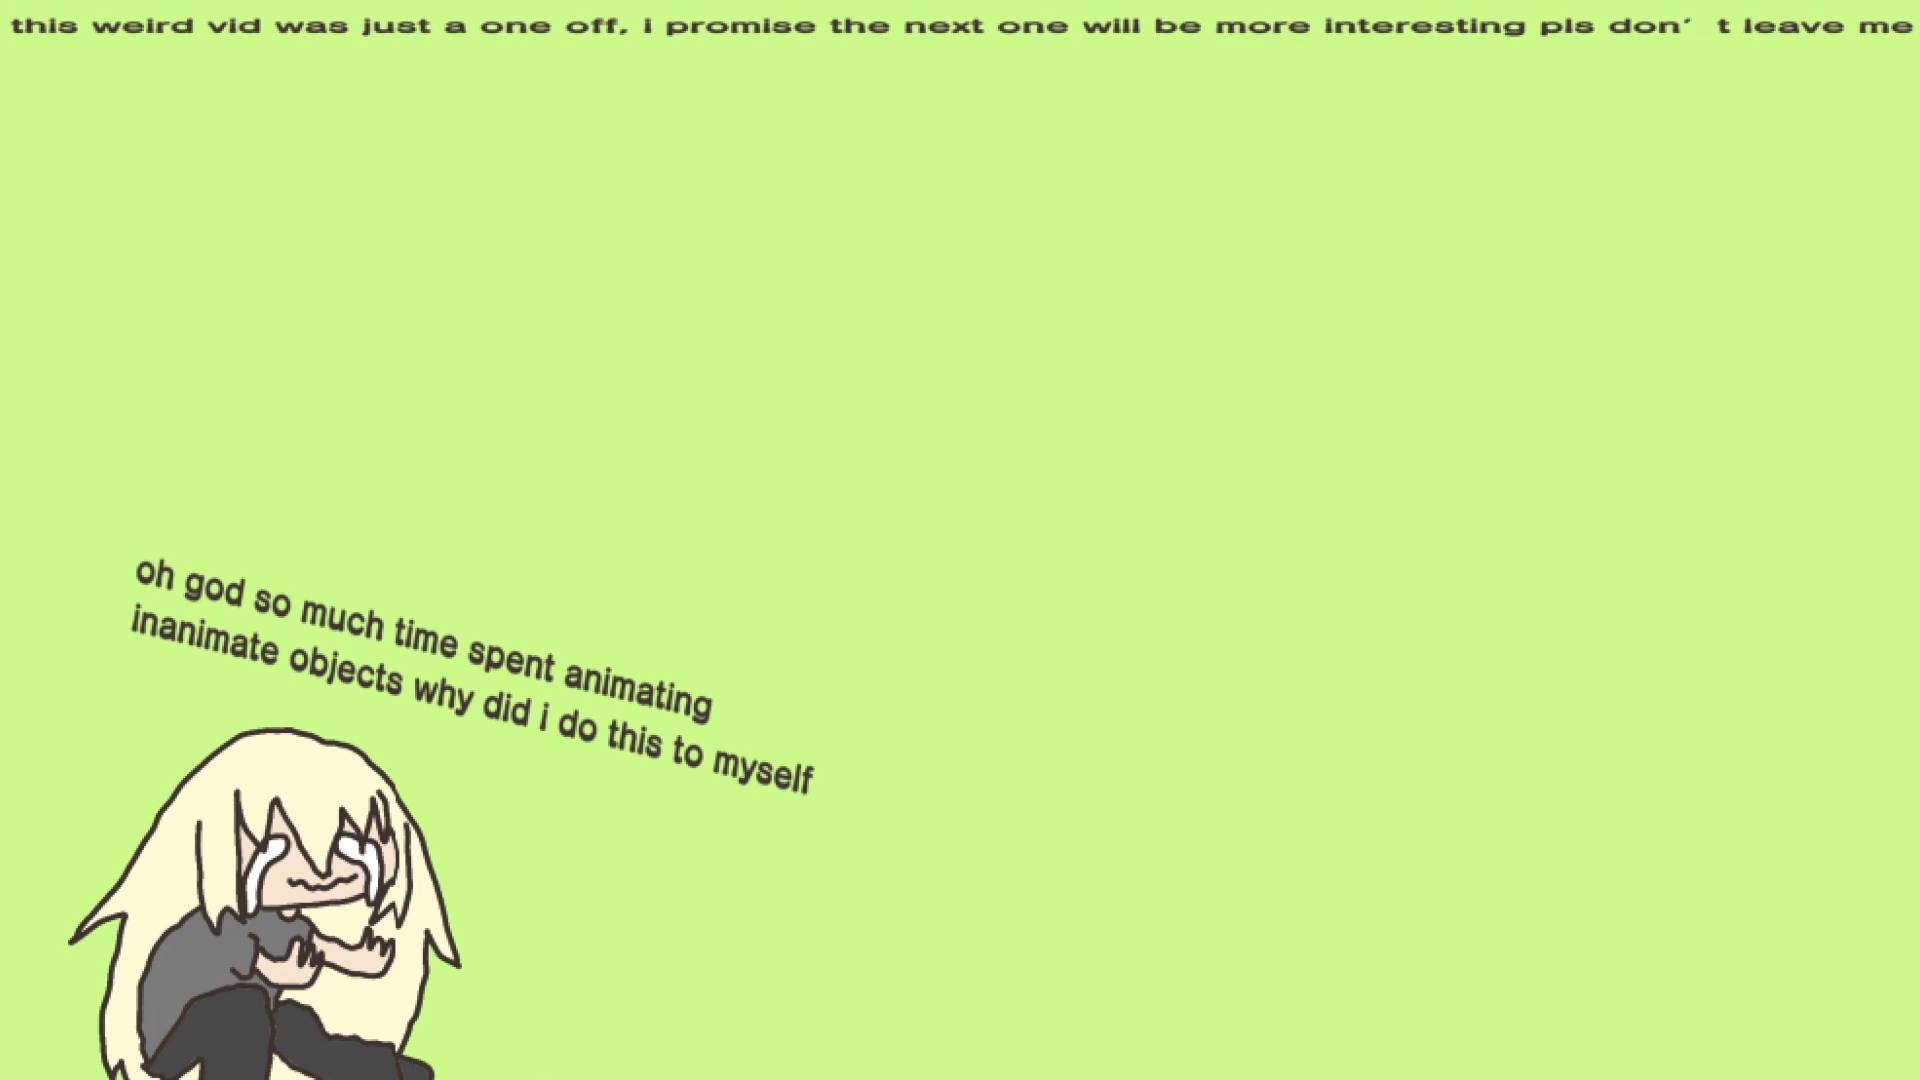 this weird vid was just a one off, i promise the next one will be more interesting pls don′ t leave me
oh god so much time spent animating
inanimate objects why did i do this to myself